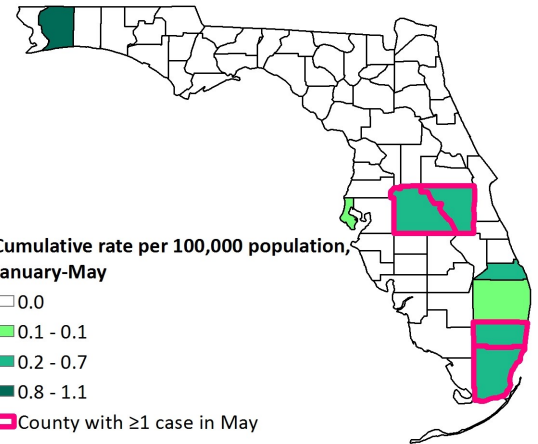 Cumulative rate per 100,000 population,
anuary-May
0.0
0.1 - 0.1
0.2 - 0.7
0.8 - 1.1
County with ≥1 case in May